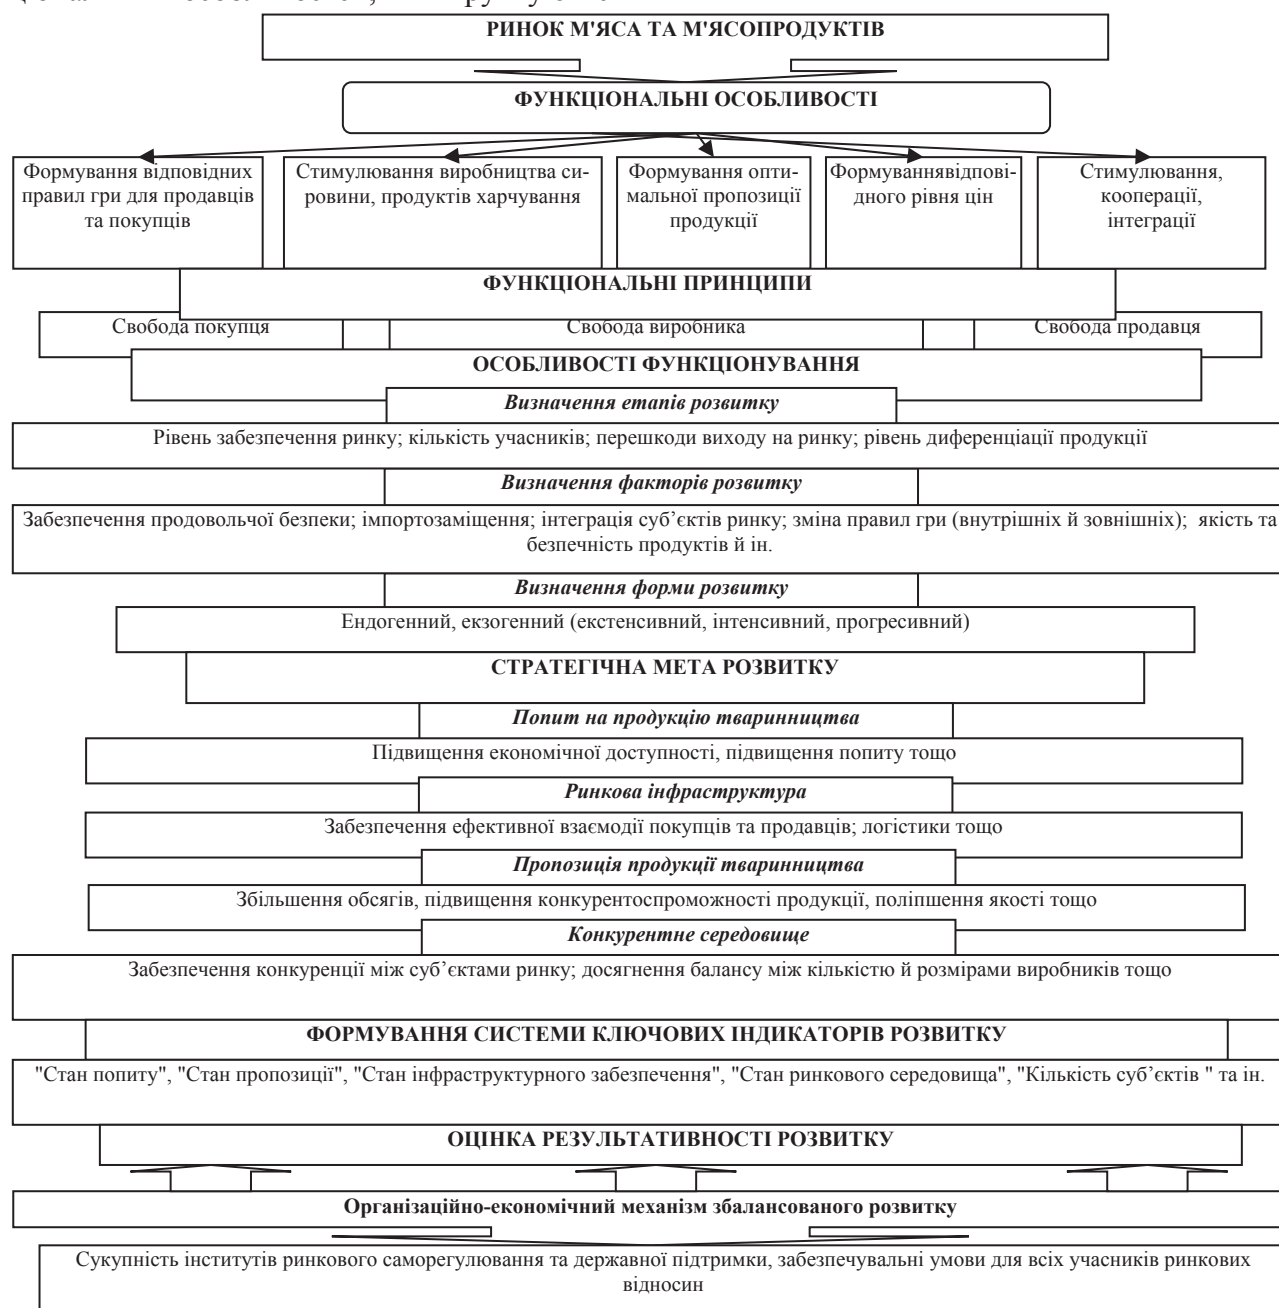 РИНОК М'ЯСА ТА М'ЯСОПРОДУКТІВ
ФУНКЦІОНАЛЬНІ ОСОБЛИВОСТІ
Формування відповідних
правил гри для продавців
та покупців
Стимулювання виробництва си-
ровини, продуктів харчування
Формування опти-
мальної пропозиції
продукції
Формуваннявідпові-
дного рівня цін
Стимулювання,
кооперації,
інтеграції
ФУНКЦІОНАЛЬНІ ПРИНЦИПИ
Свобода покупця
Свобода виробника
Свобода продавця
ОСОБЛИВОСТІ ФУНКЦІОНУВАННЯ
Визначення етапів розвитку
Рівень забезпечення ринку; кількість учасників; перешкоди виходу на ринку; рівень диференціації продукції
Визначення факторів розвитку
Забезпечення продовольчої безпеки; імпортозаміщення; інтеграція суб’єктів ринку; зміна правил гри (внутрішніх й зовнішніх); якість та
безпечність продуктів й ін.
Визначення форми розвитку
Ендогенний, екзогенний (екстенсивний, інтенсивний, прогресивний)
СТРАТЕГІЧНА МЕТА РОЗВИТКУ
Попит на продукцію тваринництва
Підвищення економічної доступності, підвищення попиту тощо
Ринкова інфраструктура
Забезпечення ефективної взаємодії покупців та продавців; логістики тощо
Пропозиція продукції тваринництва
Збільшення обсягів, підвищення конкурентоспроможності продукції, поліпшення якості тощо
Конкурентне середовище
Забезпечення конкуренції між суб’єктами ринку; досягнення балансу між кількістю й розмірами виробників тощо
ФОРМУВАННЯ СИСТЕМИ КЛЮЧОВИХ ІНДИКАТОРІВ РОЗВИТКУ
"Стан попиту", "Стан пропозиції", "Стан інфраструктурного забезпечення", "Стан ринкового середовища", "Кількість суб’єктів " та ін.
ОЦІНКА РЕЗУЛЬТАТИВНОСТІ РОЗВИТКУ
Організаційно-економічний механізм збалансованого розвитку
Сукупність інститутів ринкового саморегулювання та державної підтримки, забезпечувальні умови для всіх учасників ринкових
відносин